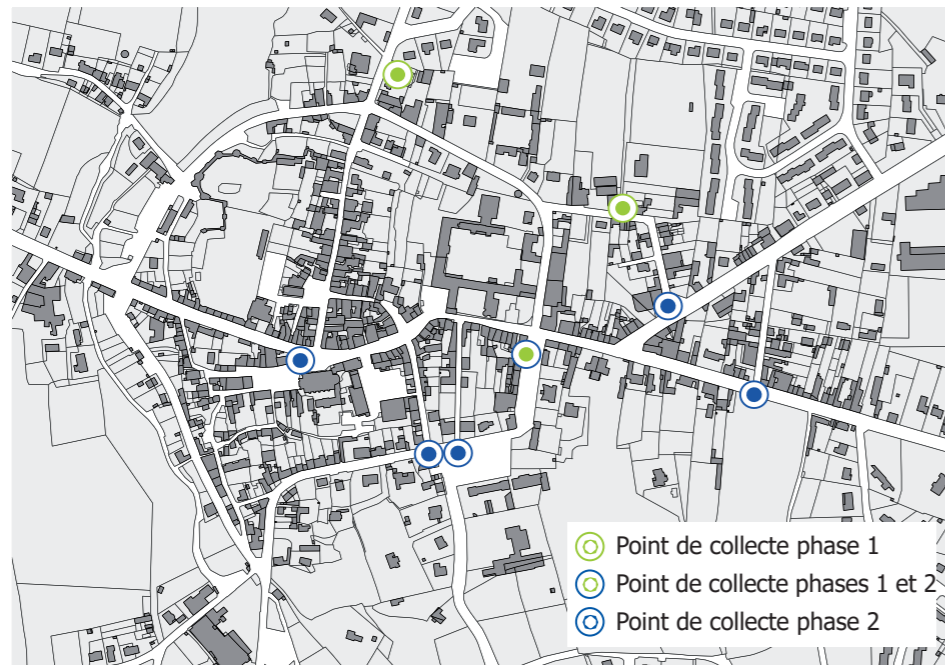 Point de collecte phase 1
Point de collecte phases 1 et 2
Point de collecte phase 2